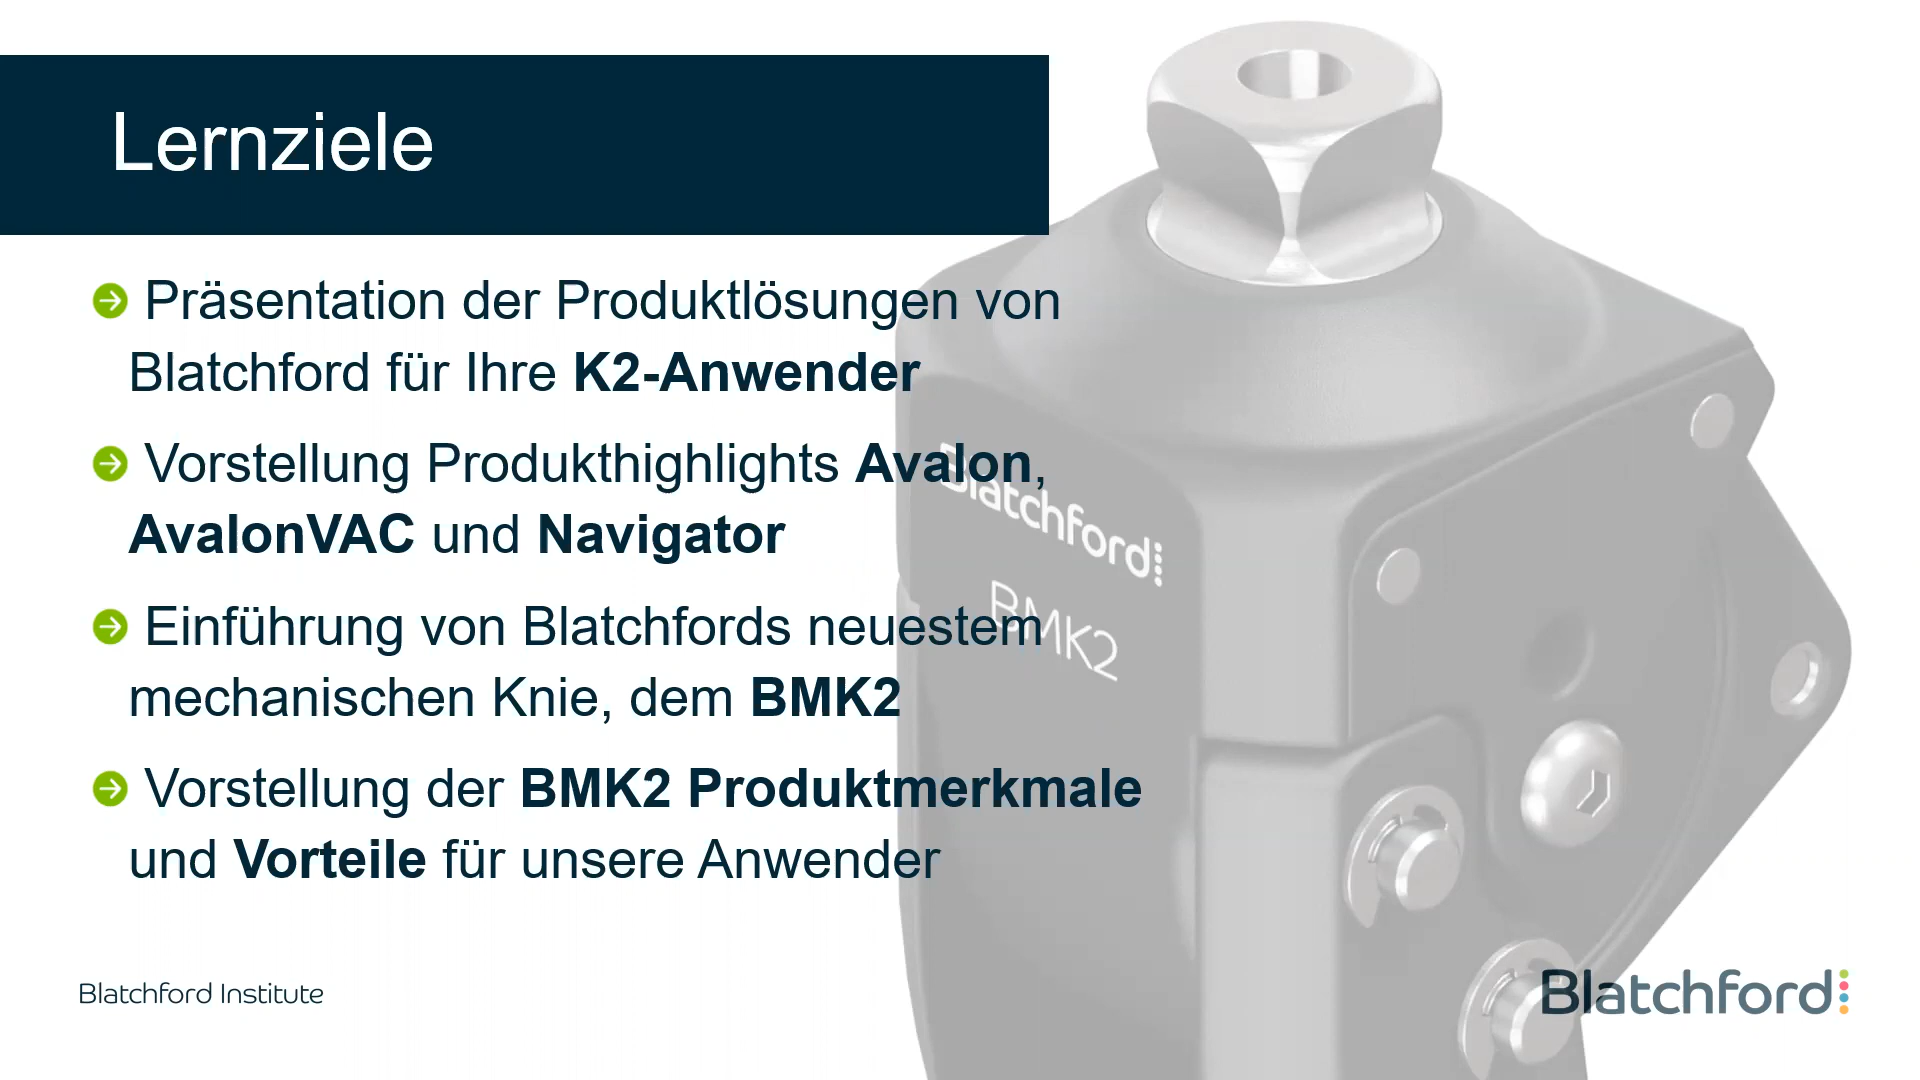 Lernziele
Präsentation der Produktlösungen von
Blatchford für Ihre K2-Anwender
Vorstellung Produkthighlights Avalon,
AvalonVAC und Navigator
Einführung von Blatchfords neuestem
mechanischen Knie, dem BMK2
Vorstellung der BMK2 Produktmerkmale
und Vorteile für unsere Anwender
Blatchford
BMK2
Blatchford Institute
Blatchford